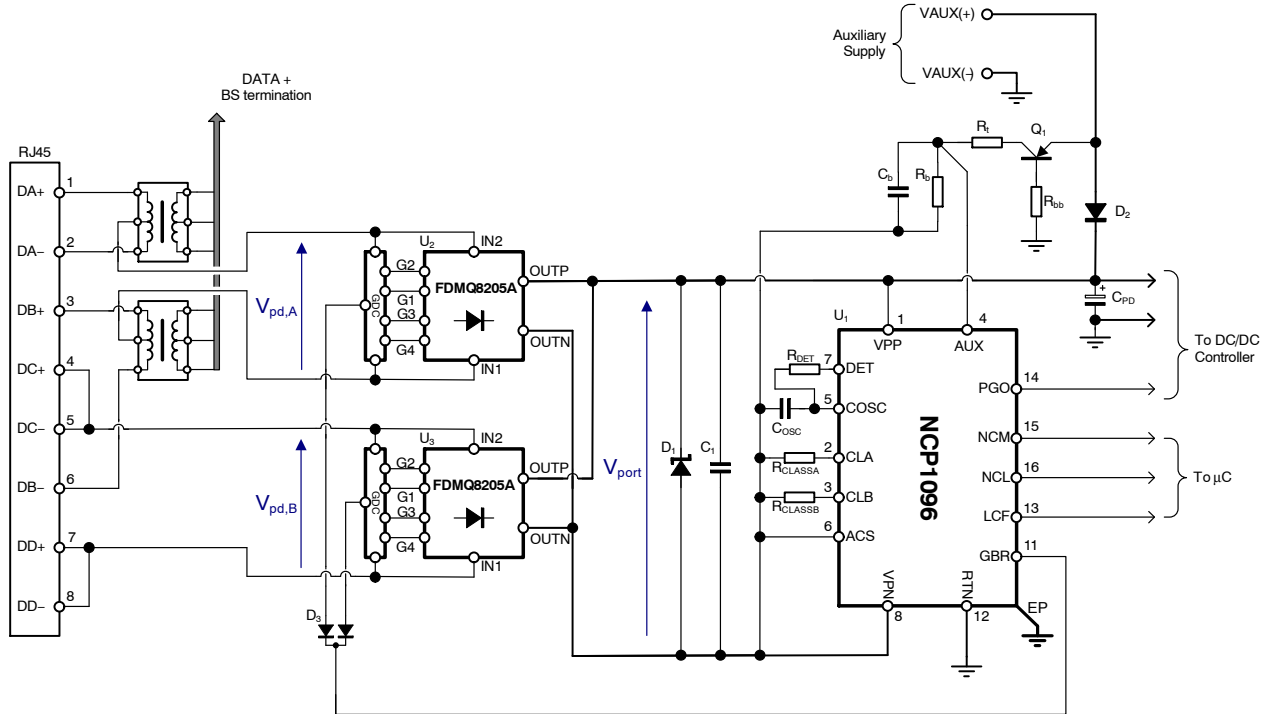 VAUX(+)
Auxiliary
Supply
VAUX(-)
DATA +
BS termination
RJ45
DA+ 1
DA− 2
DB+ 3
DC+ 4
DC− 5
DB− 6
DD+ 7
DD− 8
Vpd,A
Vpd,B
GDC
G2
G1
G3
G4
U2
IN2
FDMQ8205A
OUTP
OUTN
IN1
GDC
G2
G1
G3
G4
U3
IN2
FDMQ8205A
OUTP
OUTN
IN1
D3
Vport
D1
C1
Cb
Rb
Rt
Q1
Rbb
D2
+
CPD
To DC/DC
Controller
U1
NCP1096
1
VPP
4
AUX
RDET
7 DET
5 COSC
COSC
2 CLA
RCLASSA
3 CLB
RCLASSB
6 ACS
PGO 14
NCM 15
NCL 16
LCF 13
GBR 11
To µC
VPN
8
RTN
12
EP